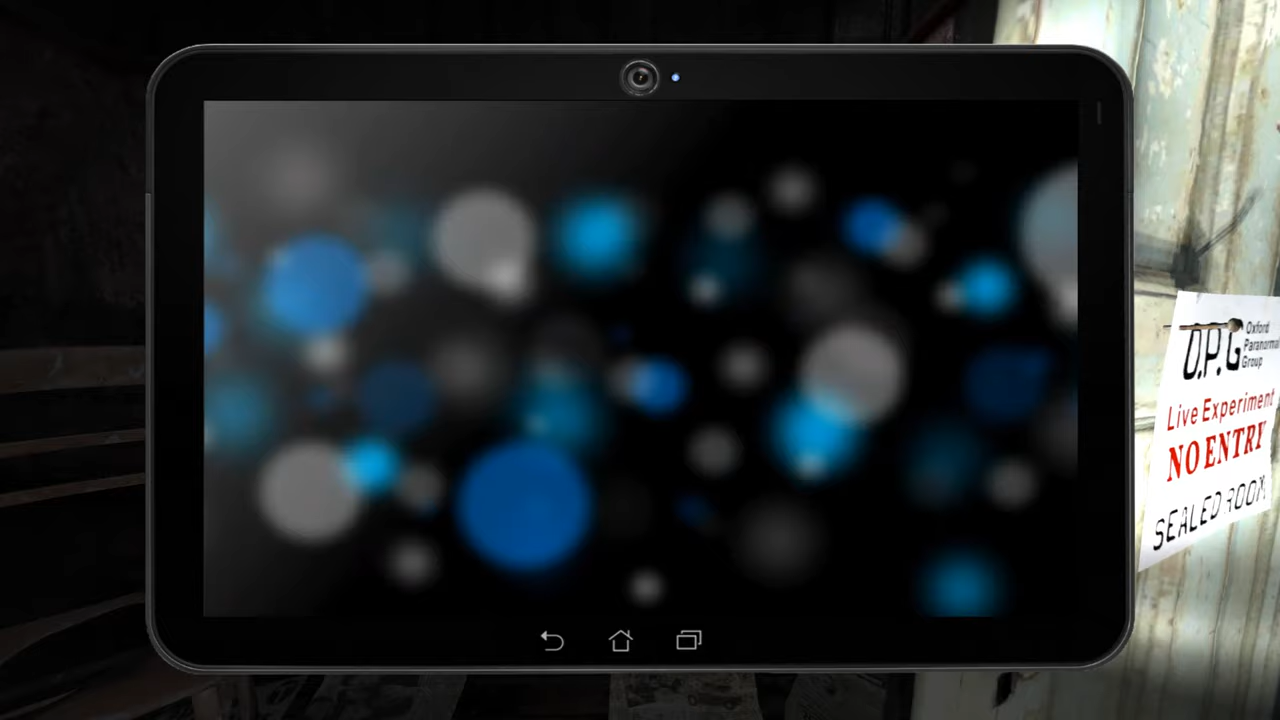 O.P.G
Oxford
Paranormal
Group
Live Experiment
NO ENTRY
SEALED ROOM